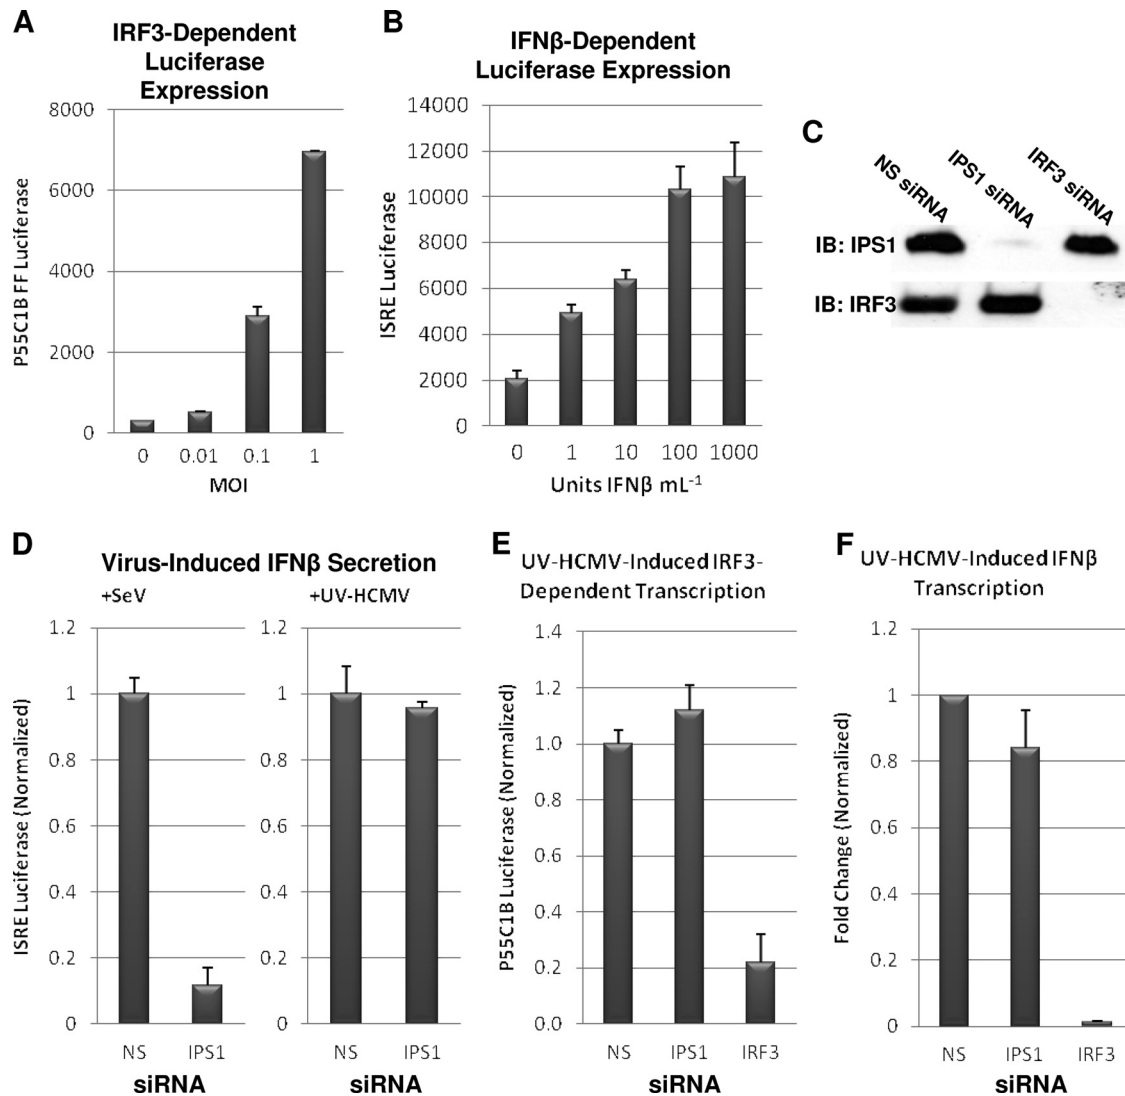 A
IRF3-Dependent
Luciferase
Expression
8000
6000
4000
2000
0
P55C1B FF Luciferase
0 0.01 0.1 1
MOI
B
IFNβ-Dependent
Luciferase Expression
14000
12000
10000
8000
6000
4000
2000
0
ISRE Luciferase
0 1 10 100 1000
Units IFNβ mL⁻¹
C
NS siRNA
IPS1 siRNA
IRF3 siRNA
IB: IPS1
IB: IRF3
D
Virus-Induced IFNβ Secretion
+SeV
1.2
1
0.8
0.6
0.4
0.2
0
ISRE Luciferase (Normalized)
NS IPS1
siRNA
+UV-HCMV
1.2
1
0.8
0.6
0.4
0.2
0
NS IPS1
siRNA
E
UV-HCMV-Induced IRF3-
Dependent Transcription
1.4
1.2
1.0
0.8
0.6
0.4
0.2
0.0
P55C1B Luciferase (Normalized)
NS IPS1 IRF3
siRNA
F
UV-HCMV-Induced IFNβ
Transcription
1.2
1
0.8
0.6
0.4
0.2
0
Fold Change (Normalized)
NS IPS1 IRF3
siRNA